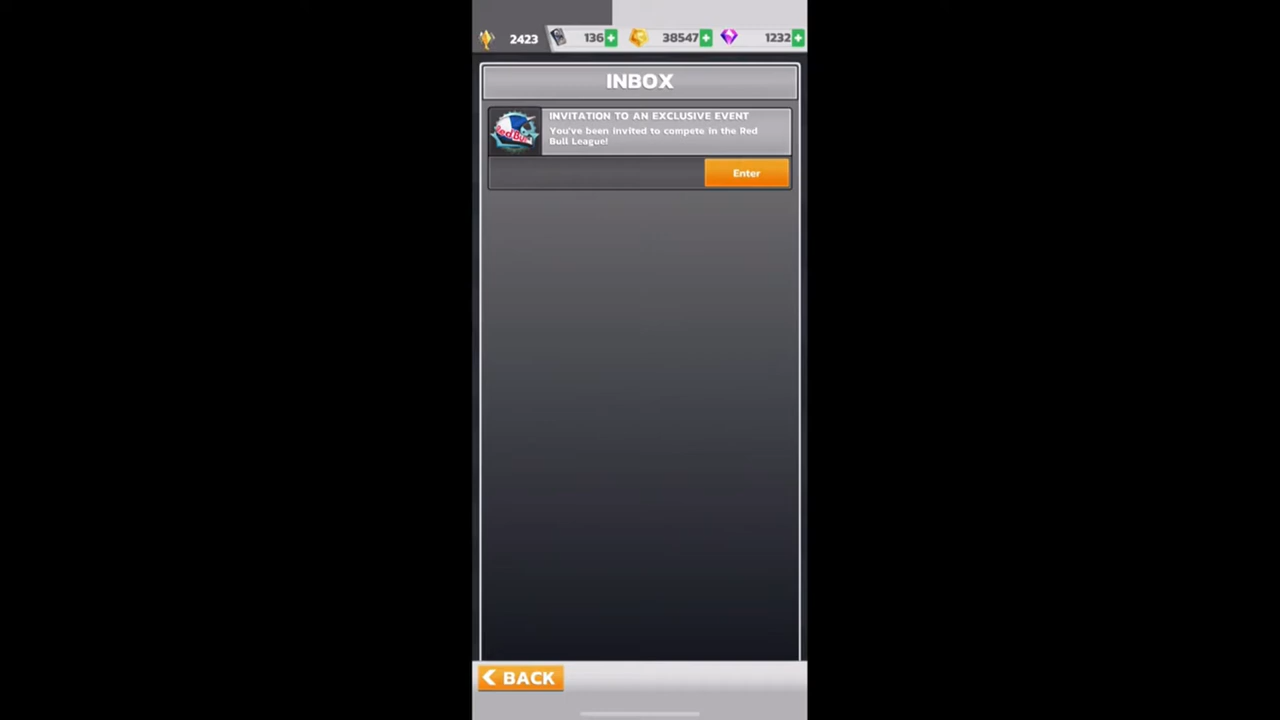 2423 136 38547 1232
INBOX
INVITATION TO AN EXCLUSIVE EVENT
You've been invited to compete in the Red
Bull League!
RedBull
Enter
BACK